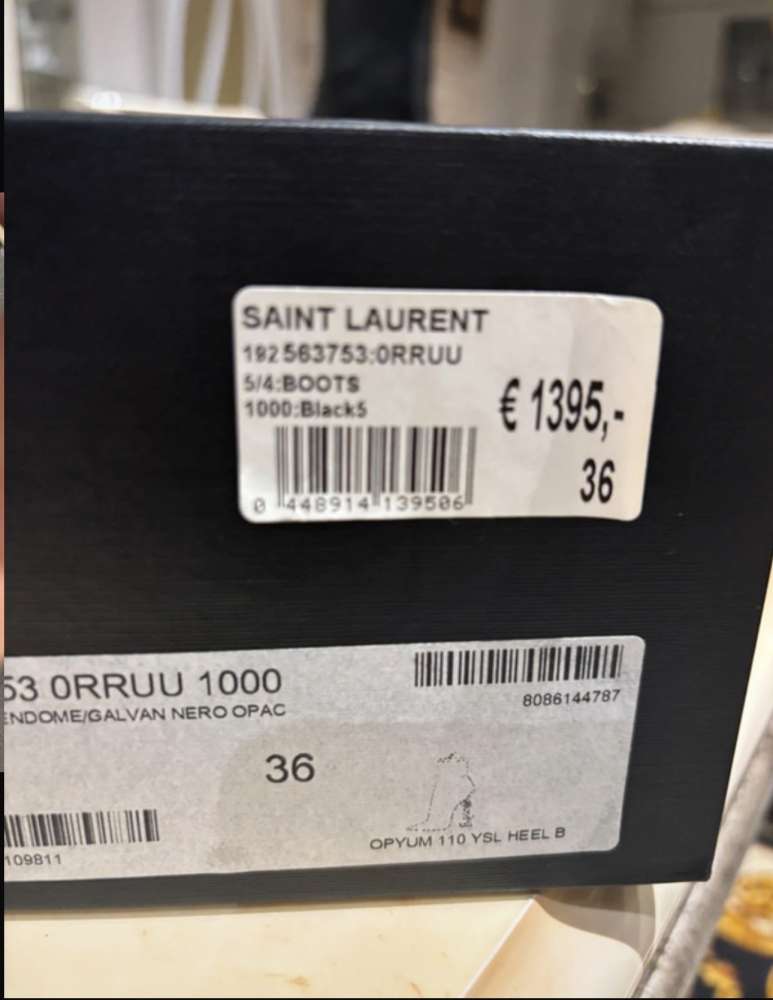 SAINT LAURENT
192563753:0RRUU
5/4:BOOTS
1000:Black5
€ 1395,-
36
0 448914 139506
53 0RRUU 1000
ENDOME/GALVAN NERO OPAC
8086144787
36
109811
OPYUM 110 YSL HEEL B